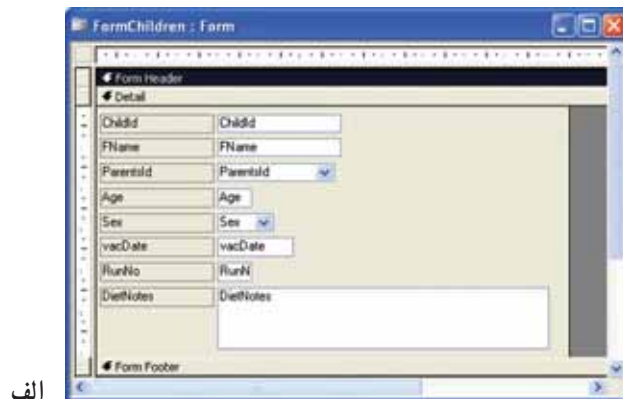 FormChildren : Form
Form Header
Detail
ChildId ChildId
FName FName
ParentsId ParentsId
Age Age
Sex Sex
vacDate vacDate
RunNo RunN
DietNotes DietNotes
Form Footer
الف